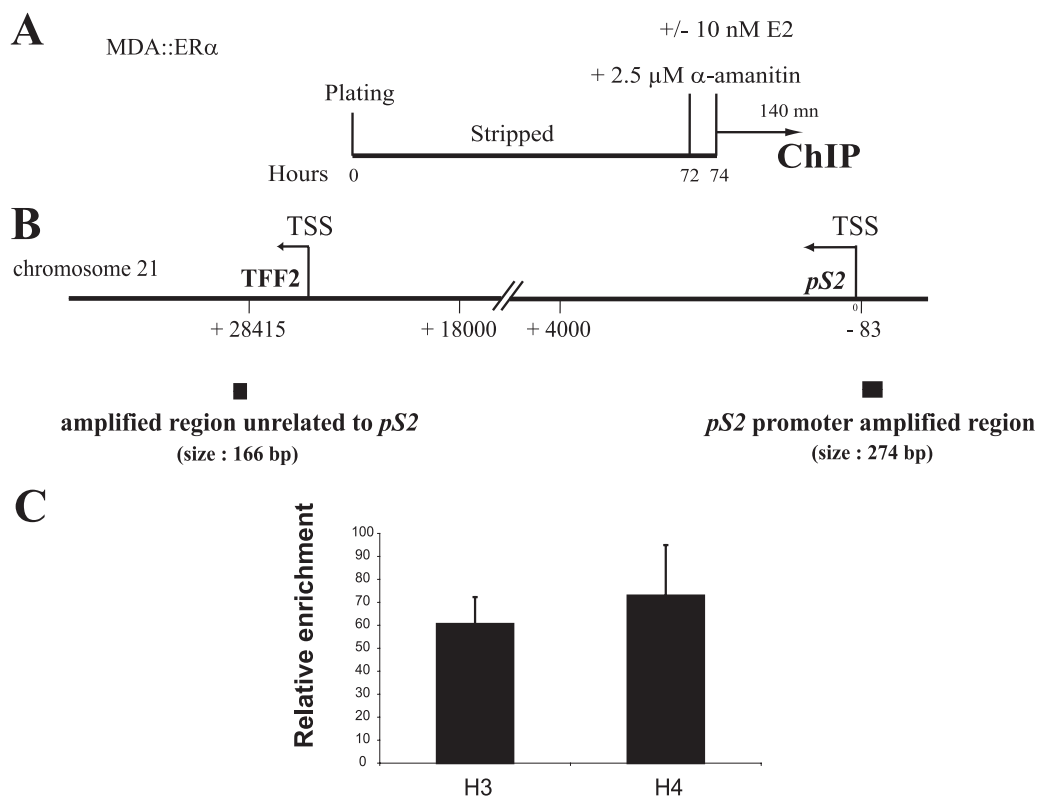 A
MDA::ERα
+/- 10 nM E2
+ 2.5 µM α-amanitin
Plating
140 mn
Stripped
ChIP
Hours
0
72
74
B
TSS
TSS
chromosome 21
TFF2
pS2
0
+ 28415
+ 18000
+ 4000
- 83
amplified region unrelated to pS2
(size : 166 bp)
pS2 promoter amplified region
(size : 274 bp)
C
Relative enrichment
100
90
80
70
60
50
40
30
20
10
0
H3
H4